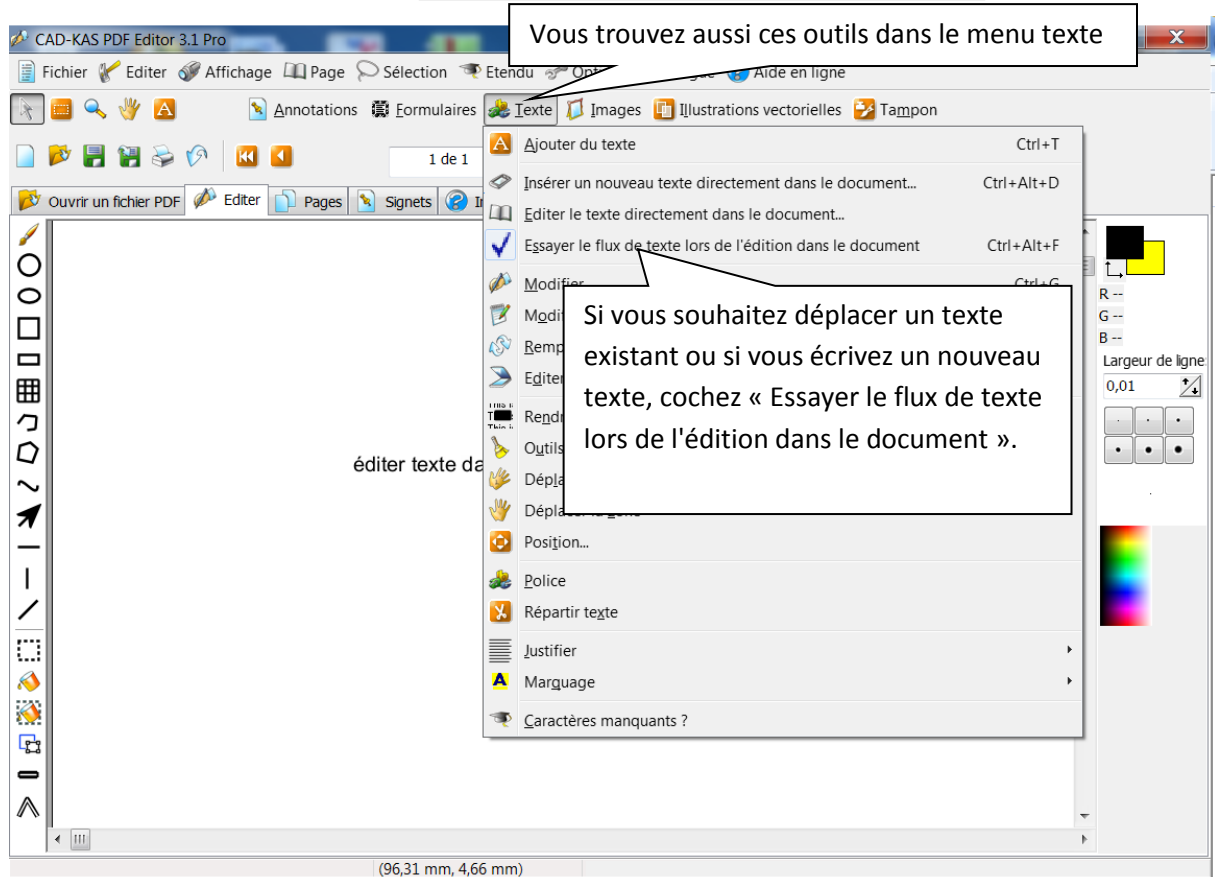 Vous trouvez aussi ces outils dans le menu texte
CAD-KAS PDF Editor 3.1 Pro
Fichier Editer Affichage Page Sélection Etendu Aide en ligne
Annotations Formulaires Texte Images Illustrations vectorielles Tampon
1 de 1
Ouvrir un fichier PDF Editer Pages Signets
Ajouter du texte Ctrl+T
Insérer un nouveau texte directement dans le document... Ctrl+Alt+D
Editer le texte directement dans le document...
Essayer le flux de texte lors de l'édition dans le document Ctrl+Alt+F
Modifier Ctrl+G
Si vous souhaitez déplacer un texte
existant ou si vous écrivez un nouveau
texte, cochez « Essayer le flux de texte
lors de l'édition dans le document ».
Editer
Outils
Position...
Police
Répartir texte
Justifier
Marquage
Caractères manquants ?
éditer texte da
R --
G --
B --
Largeur de ligne:
0,01
(96,31 mm, 4,66 mm)